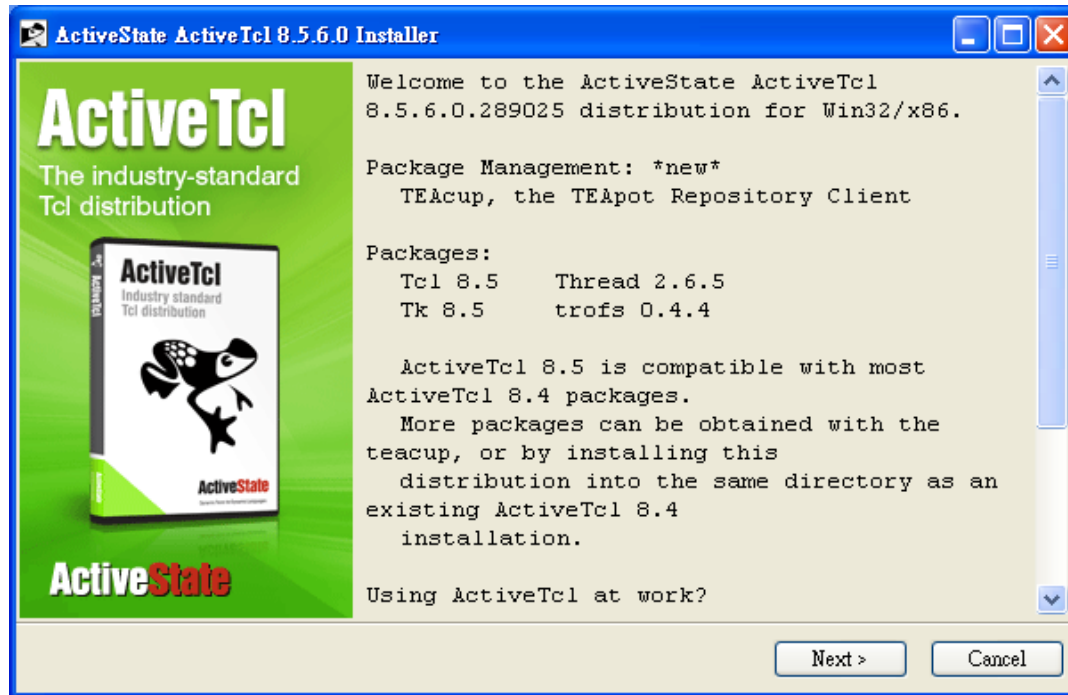 ActiveState ActiveTcl 8.5.6.0 Installer
ActiveTcl
The industry-standard
Tcl distribution
ActiveTcl
ActiveTcl
Industry standard
Tcl distribution
ActiveState
ActiveState
Welcome to the ActiveState ActiveTcl
8.5.6.0.289025 distribution for Win32/x86.
Package Management: *new*
TEAcup, the TEApot Repository Client
Packages:
Tcl 8.5 Thread 2.6.5
Tk 8.5 trofs 0.4.4
ActiveTcl 8.5 is compatible with most
ActiveTcl 8.4 packages.
More packages can be obtained with the
teacup, or by installing this
distribution into the same directory as an
existing ActiveTcl 8.4
installation.
Using ActiveTcl at work?
Next >
Cancel